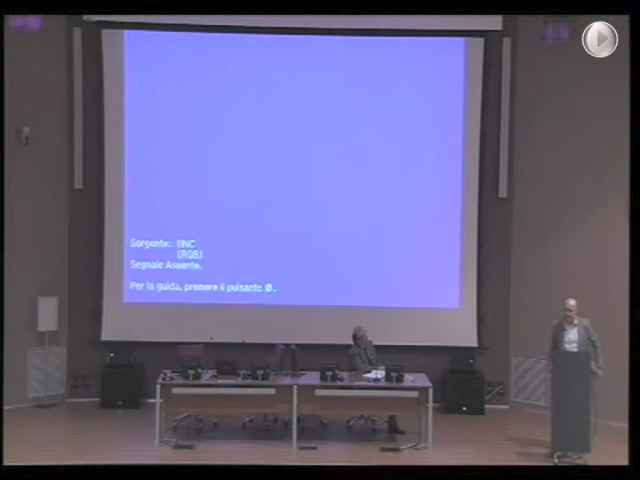 Sorgente: BNC
(RGB)
Segnale Assente.
Per la guida, premere il pulsante Ø.